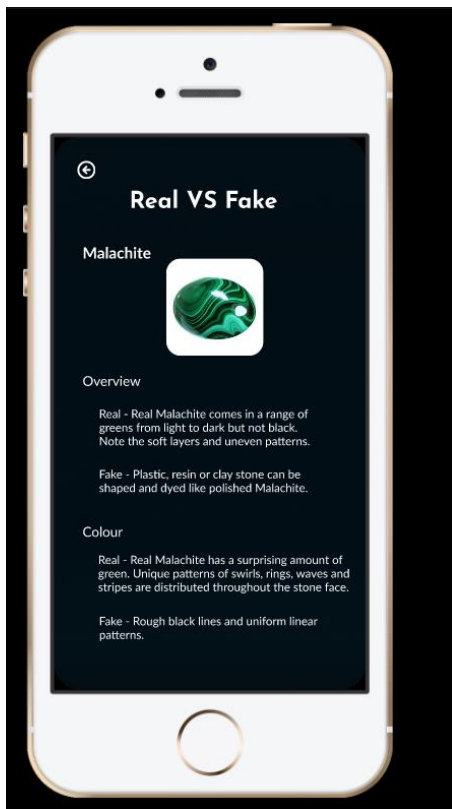 Real VS Fake
Malachite
Overview
Real - Real Malachite comes in a range of
greens from light to dark but not black.
Note the soft layers and uneven patterns.
Fake - Plastic, resin or clay stone can be
shaped and dyed like polished Malachite.
Colour
Real - Real Malachite has a surprising amount of
green. Unique patterns of swirls, rings, waves and
stripes are distributed throughout the stone face.
Fake - Rough black lines and uniform linear
patterns.